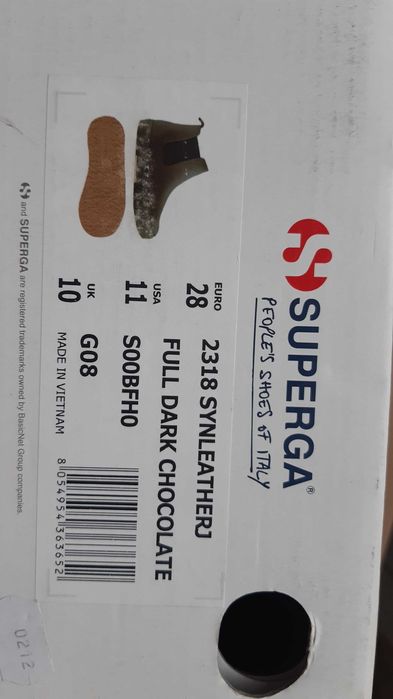 SUPERGA®
PEOPLE'S SHOES of ITALY
EURO
28
2318 SYNLEATHERJ
FULL DARK CHOCOLATE
USA
11
S00BFH0
UK
10
G08
MADE IN VIETNAM
8 054954 363652
and SUPERGA are registered trademarks owned by BasicNet Group companies.
0212